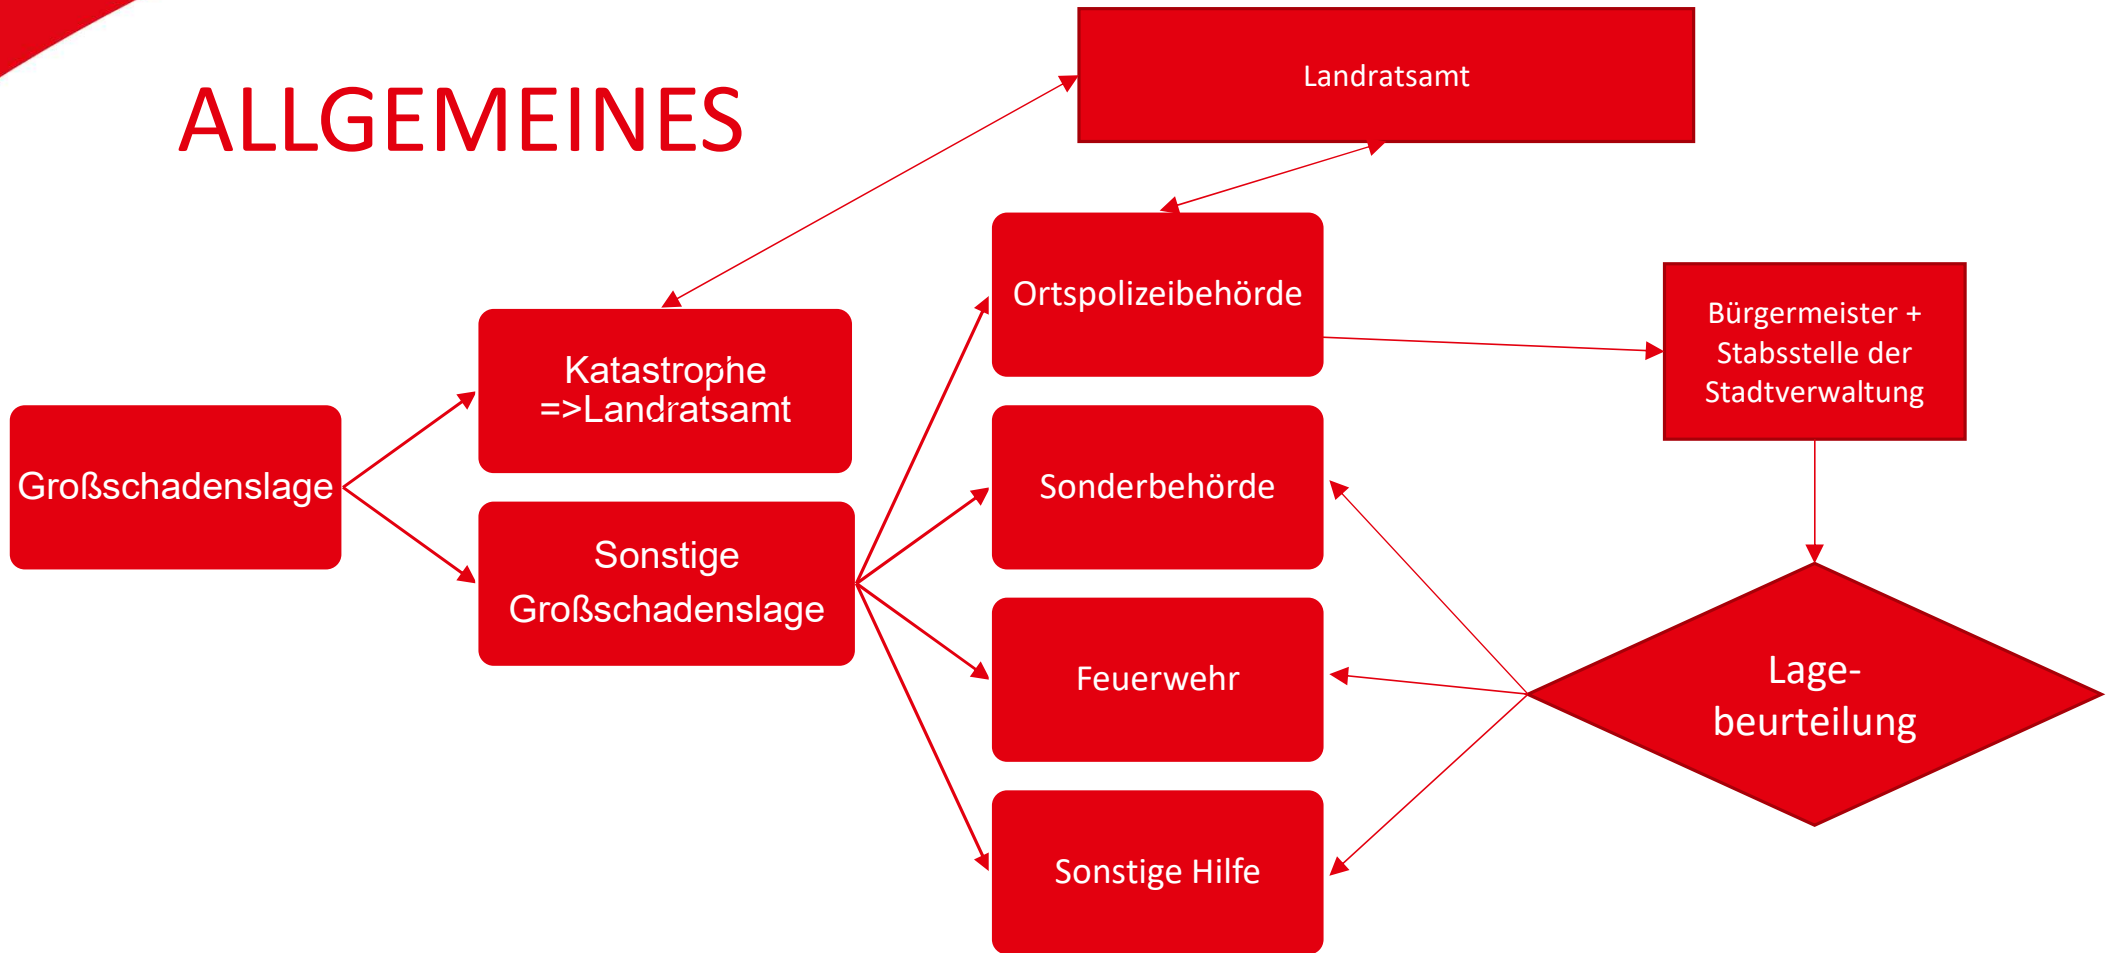 ALLGEMEINES
Landratsamt
Großschadenslage
Katastrophe
=>Landratsamt
Sonstige
Großschadenslage
Ortspolizeibehörde
Sonderbehörde
Feuerwehr
Sonstige Hilfe
Bürgermeister +
Stabsstelle der
Stadtverwaltung
Lage-
beurteilung